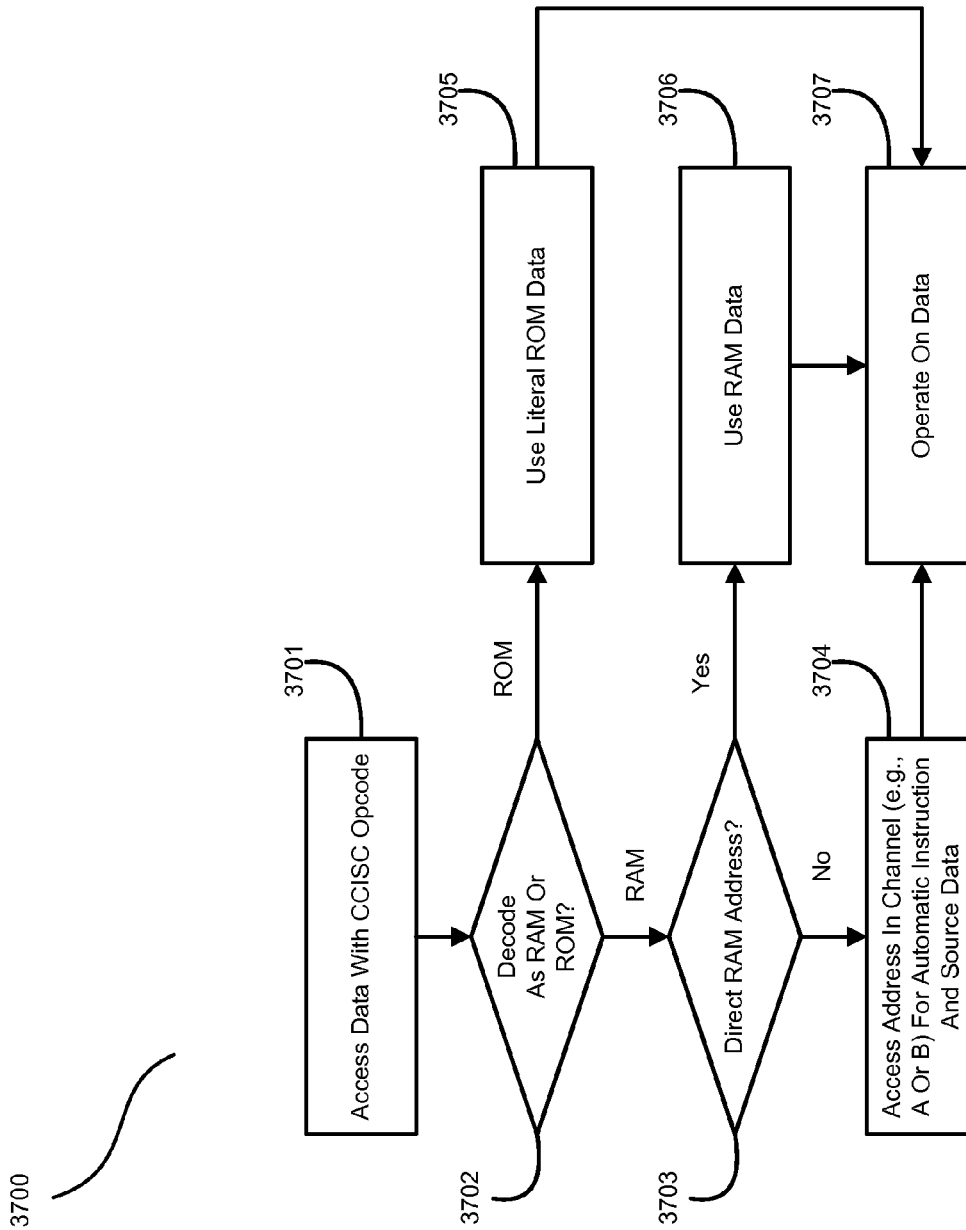 3700
3701
Access Data With CCISC Opcode
3702
Decode
As RAM Or
ROM?
ROM
3705
Use Literal ROM Data
RAM
3703
Direct RAM Address?
Yes
3706
Use RAM Data
No
3704
Access Address In Channel (e.g.,
A Or B) For Automatic Instruction
And Source Data
3707
Operate On Data